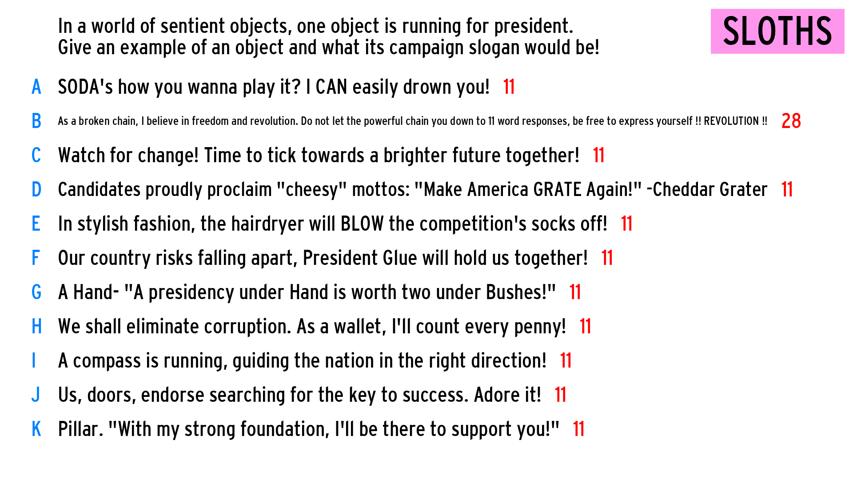 In a world of sentient objects, one object is running for president.
Give an example of an object and what its campaign slogan would be!
SLOTHS
A SODA's how you wanna play it? I CAN easily drown you! 11
B As a broken chain, I believe in freedom and revolution. Do not let the powerful chain you down to 11 word responses, be free to express yourself !! REVOLUTION !! 28
C Watch for change! Time to tick towards a brighter future together! 11
D Candidates proudly proclaim "cheesy" mottos: "Make America GRATE Again!" -Cheddar Grater 11
E In stylish fashion, the hairdryer will BLOW the competition's socks off! 11
F Our country risks falling apart, President Glue will hold us together! 11
G A Hand- "A presidency under Hand is worth two under Bushes!" 11
H We shall eliminate corruption. As a wallet, I'll count every penny! 11
I A compass is running, guiding the nation in the right direction! 11
J Us, doors, endorse searching for the key to success. Adore it! 11
K Pillar. "With my strong foundation, I'll be there to support you!" 11